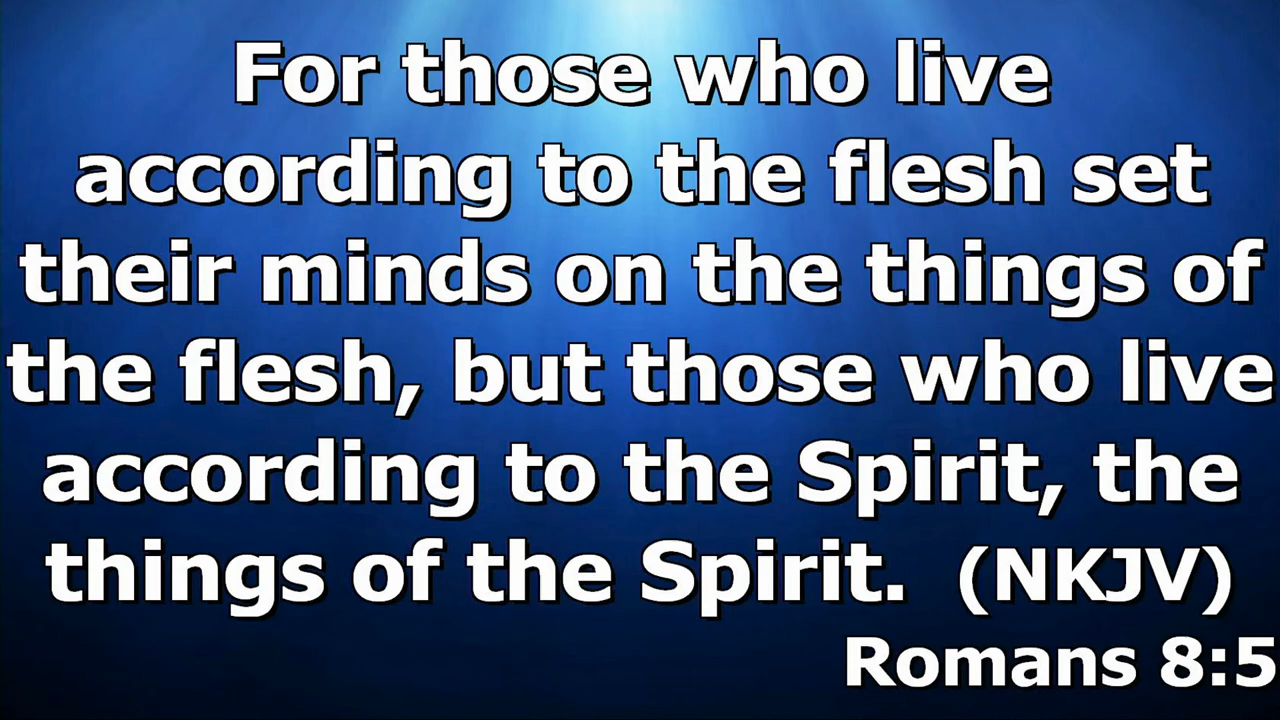 For those who live
according to the flesh set
their minds on the things of
the flesh, but those who live
according to the Spirit, the
things of the Spirit.  (NKJV)
Romans 8:5